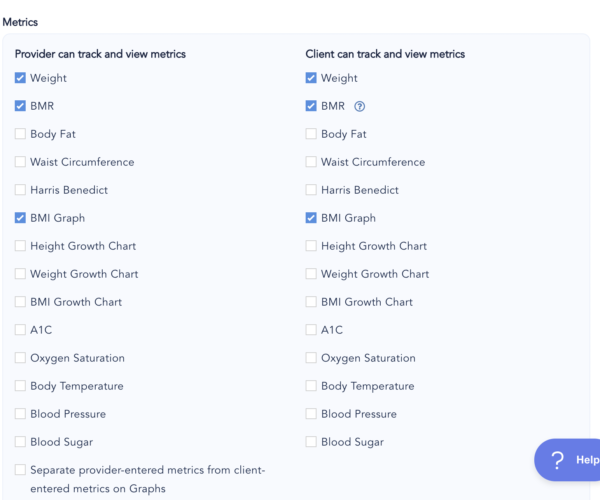 Metrics
Provider can track and view metrics
Weight
BMR
Body Fat
Waist Circumference
Harris Benedict
BMI Graph
Height Growth Chart
Weight Growth Chart
BMI Growth Chart
A1C
Oxygen Saturation
Body Temperature
Blood Pressure
Blood Sugar
Separate provider-entered metrics from client-
entered metrics on Graphs
Client can track and view metrics
Weight
BMR ?
Body Fat
Waist Circumference
Harris Benedict
BMI Graph
Height Growth Chart
Weight Growth Chart
BMI Growth Chart
A1C
Oxygen Saturation
Body Temperature
Blood Pressure
Blood Sugar
? Help